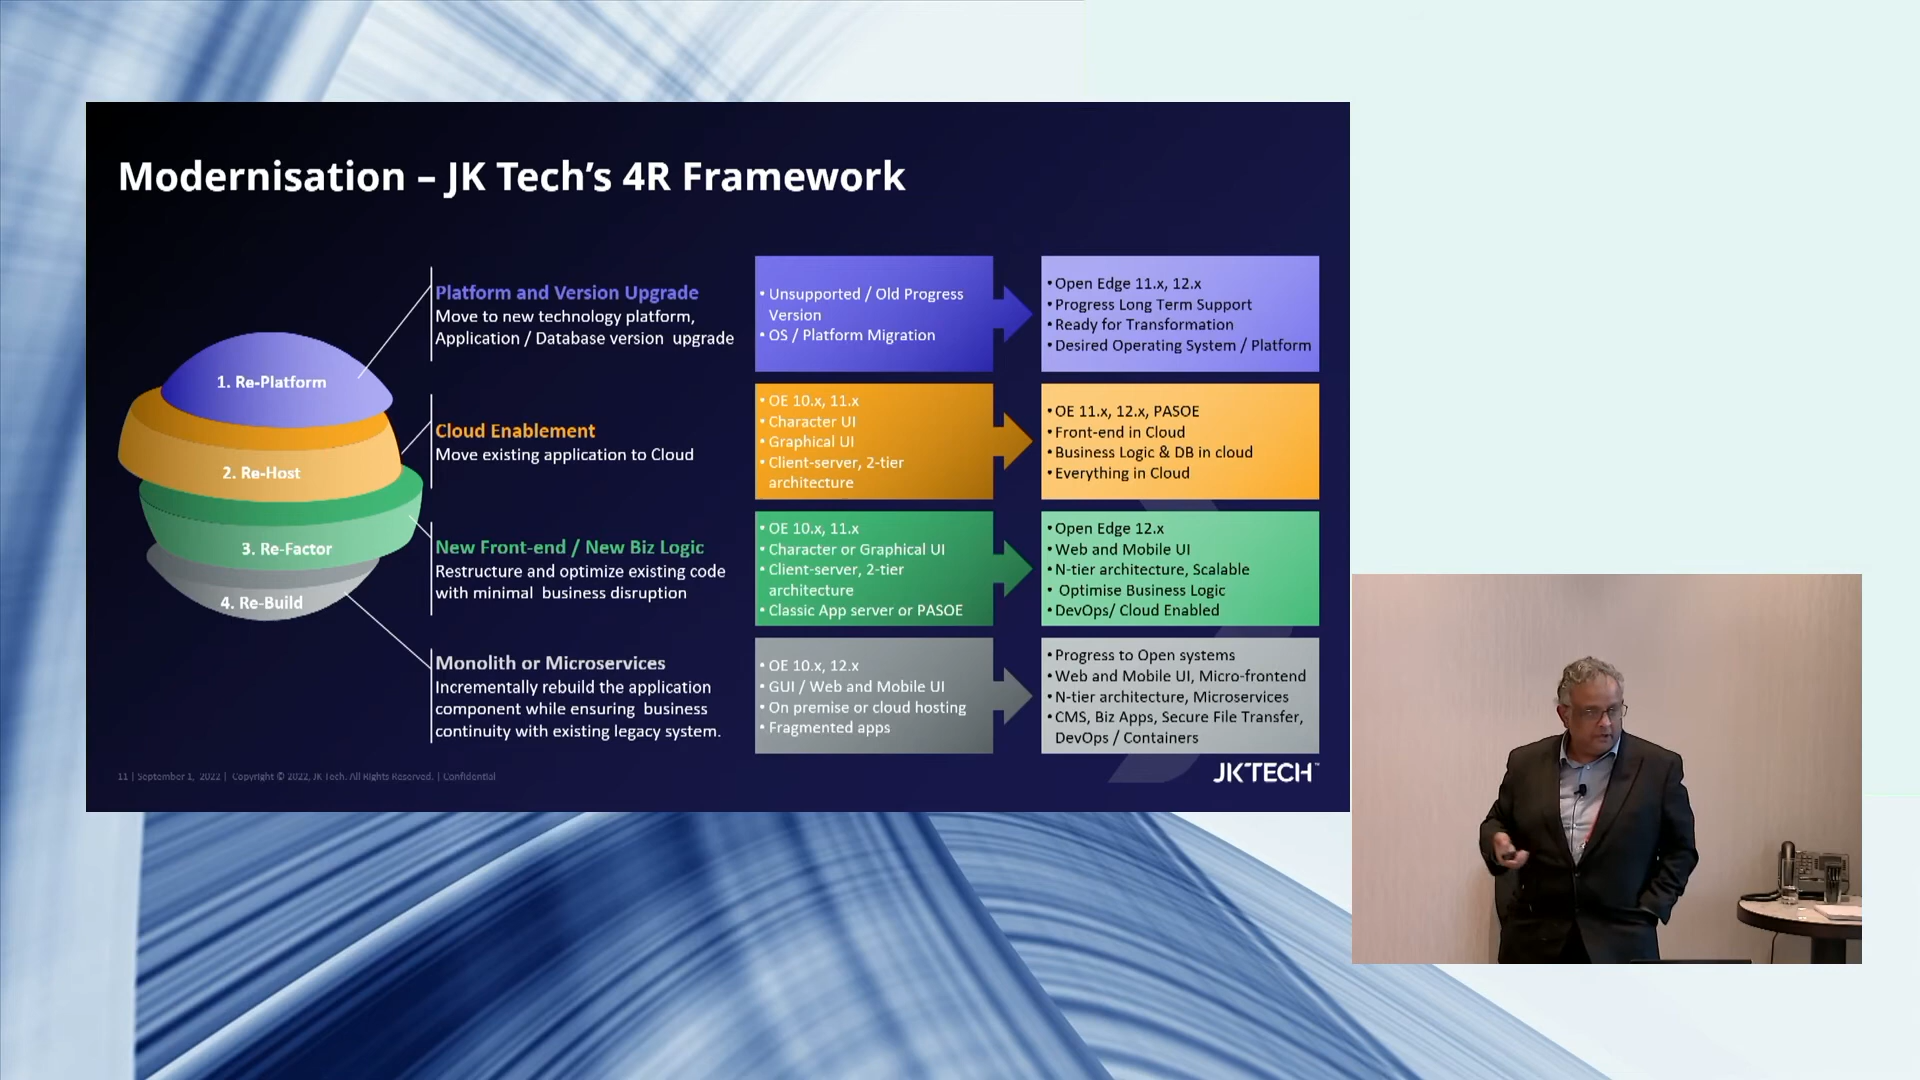 Modernisation – JK Tech's 4R Framework
1. Re-Platform
2. Re-Host
3. Re-Factor
4. Re-Build
Platform and Version Upgrade
Move to new technology platform,
Application / Database version upgrade
• Unsupported / Old Progress
Version
• OS / Platform Migration
• Open Edge 11.x, 12.x
• Progress Long Term Support
• Ready for Transformation
• Desired Operating System / Platform
Cloud Enablement
Move existing application to Cloud
• OE 10.x, 11.x
• Character UI
• Graphical UI
• Client-server, 2-tier
architecture
• OE 11.x, 12.x, PASOE
• Front-end in Cloud
• Business Logic & DB in cloud
• Everything in Cloud
New Front-end / New Biz Logic
Restructure and optimize existing code
with minimal business disruption
• OE 10.x, 11.x
• Character or Graphical UI
• Client-server, 2-tier
architecture
• Classic App server or PASOE
• Open Edge 12.x
• Web and Mobile UI
• N-tier architecture, Scalable
• Optimise Business Logic
• DevOps/ Cloud Enabled
Monolith or Microservices
Incrementally rebuild the application
component while ensuring business
continuity with existing legacy system.
• OE 10.x, 12.x
• GUI / Web and Mobile UI
• On premise or cloud hosting
• Fragmented apps
• Progress to Open systems
• Web and Mobile UI, Micro-frontend
• N-tier architecture, Microservices
• CMS, Biz Apps, Secure File Transfer,
DevOps / Containers
11 | September 1, 2022 | Copyright © 2022, JK Tech. All Rights Reserved. | Confidential
JKTECH™